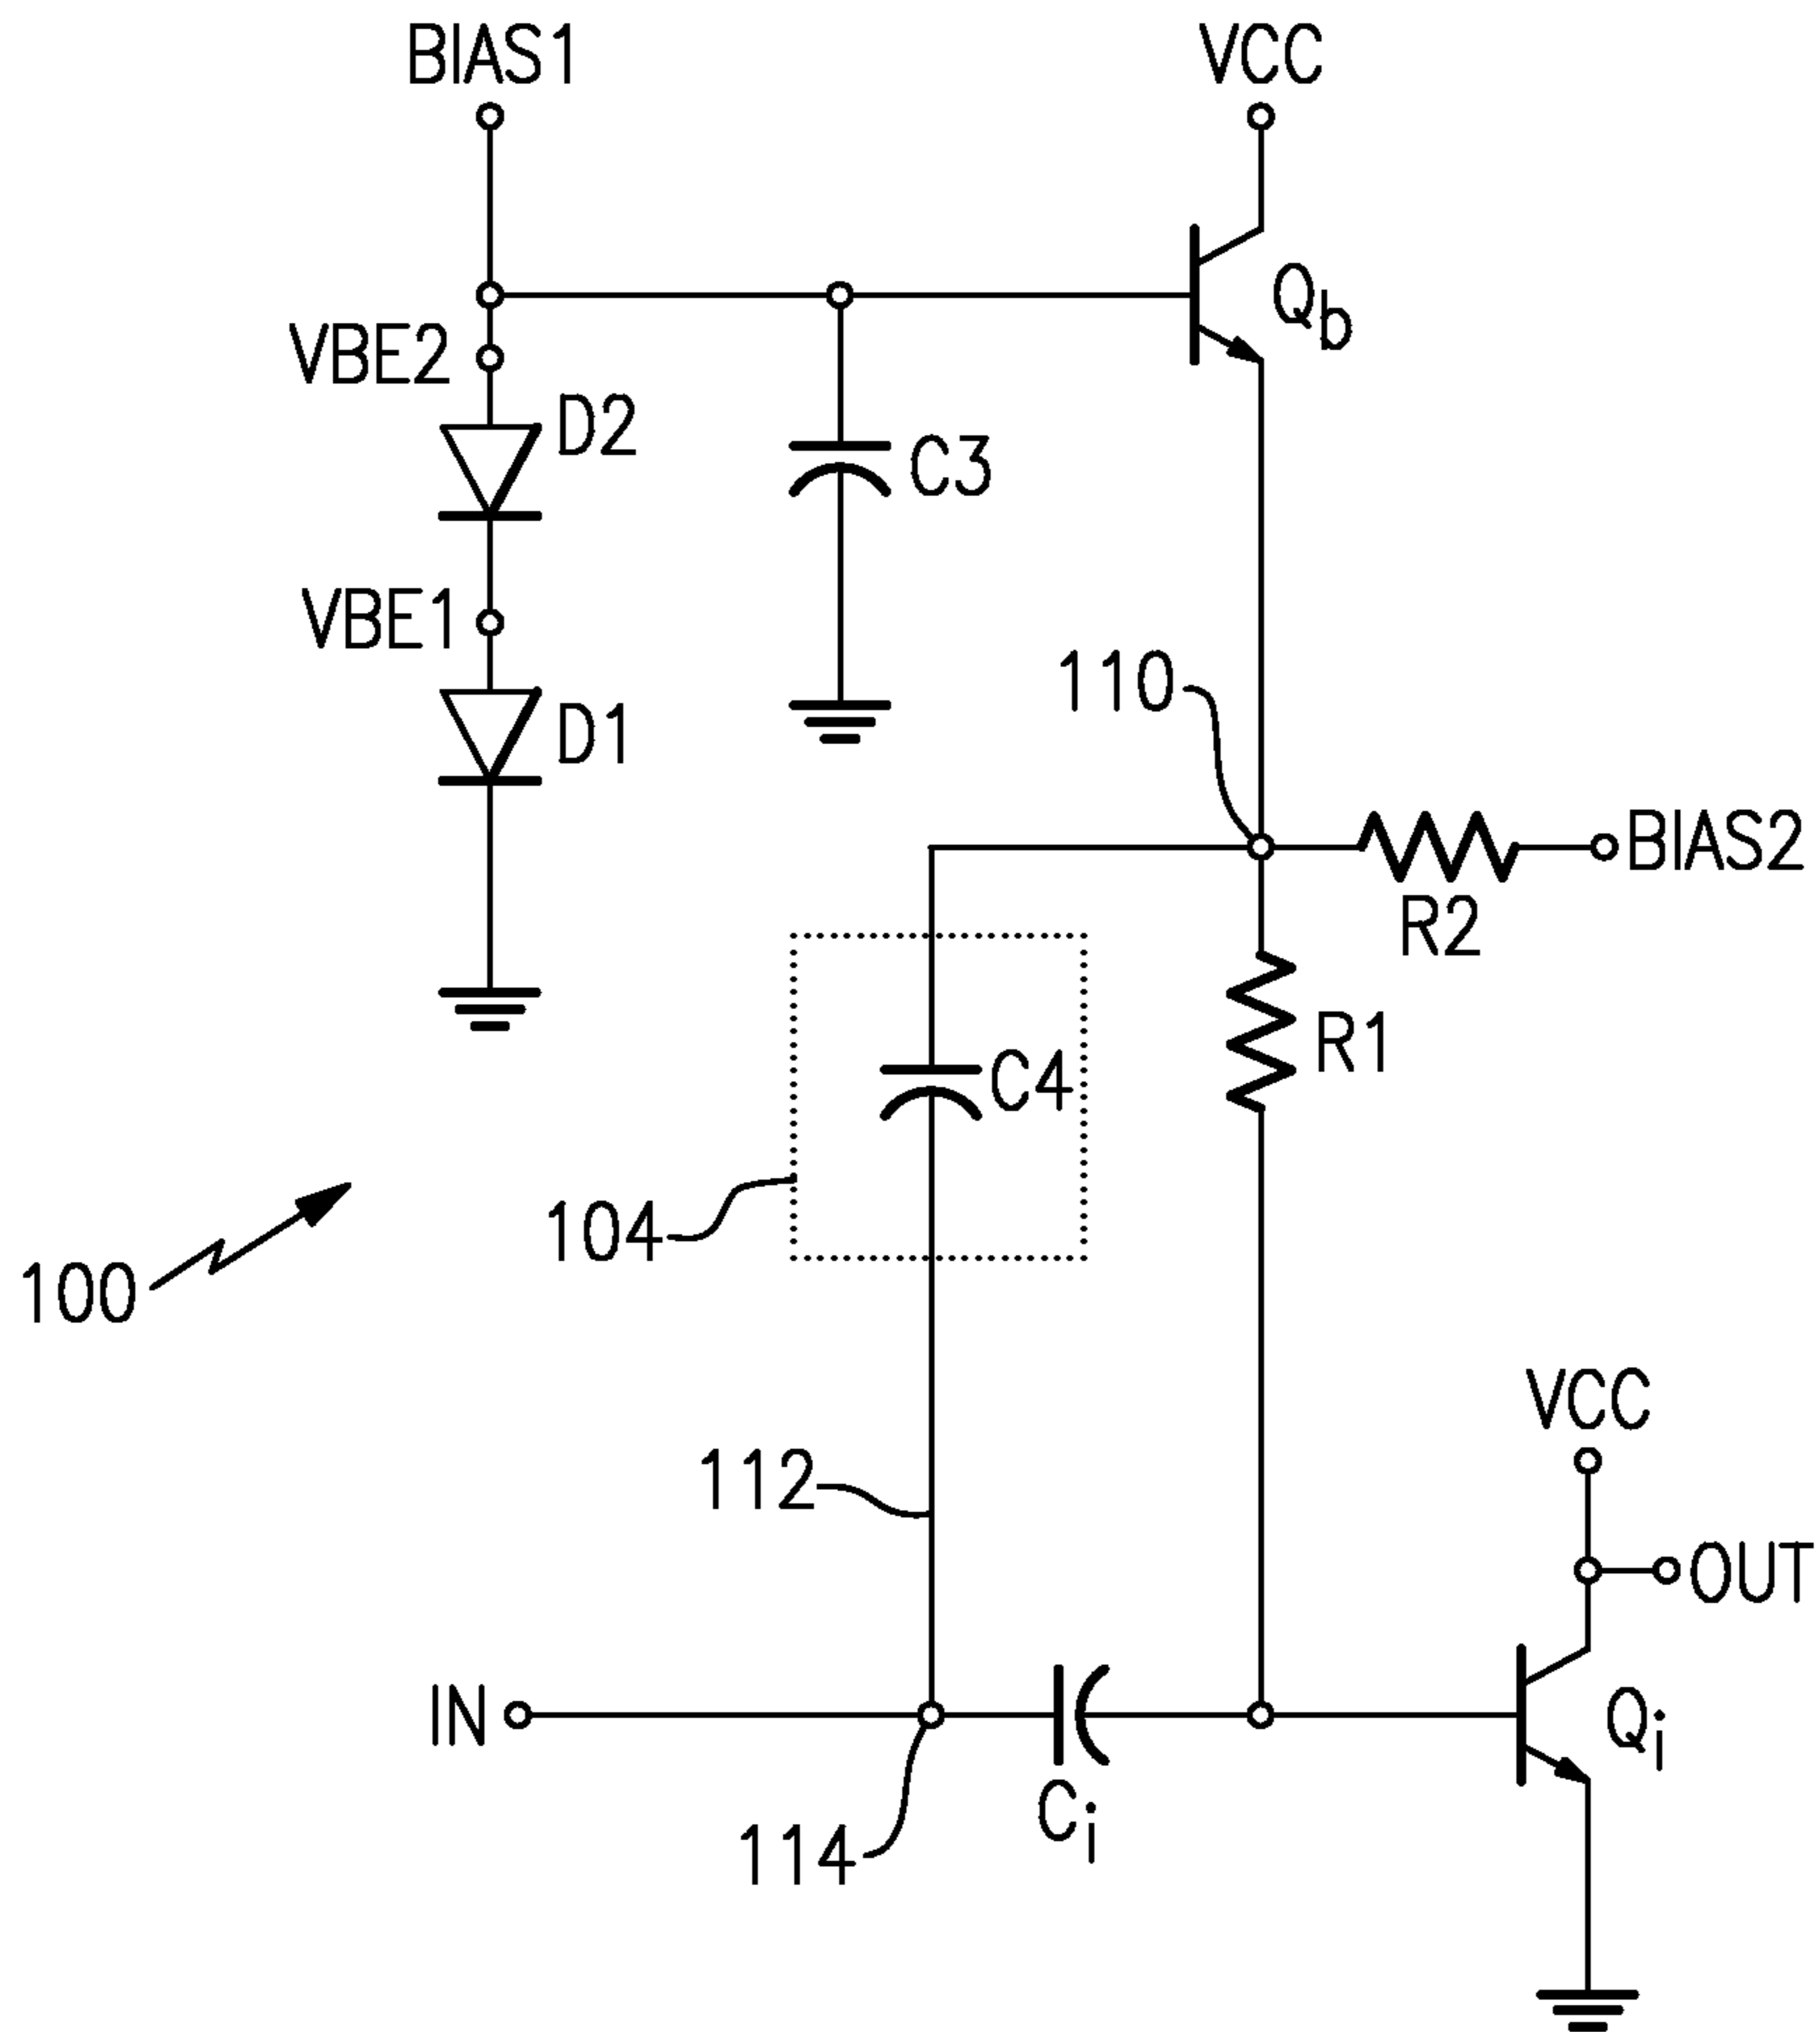 BIAS1
VCC
Qb
VBE2
D2
C3
VBE1
110
D1
BIAS2
R2
R1
C4
104
100
VCC
112
OUT
IN
Qi
Ci
114